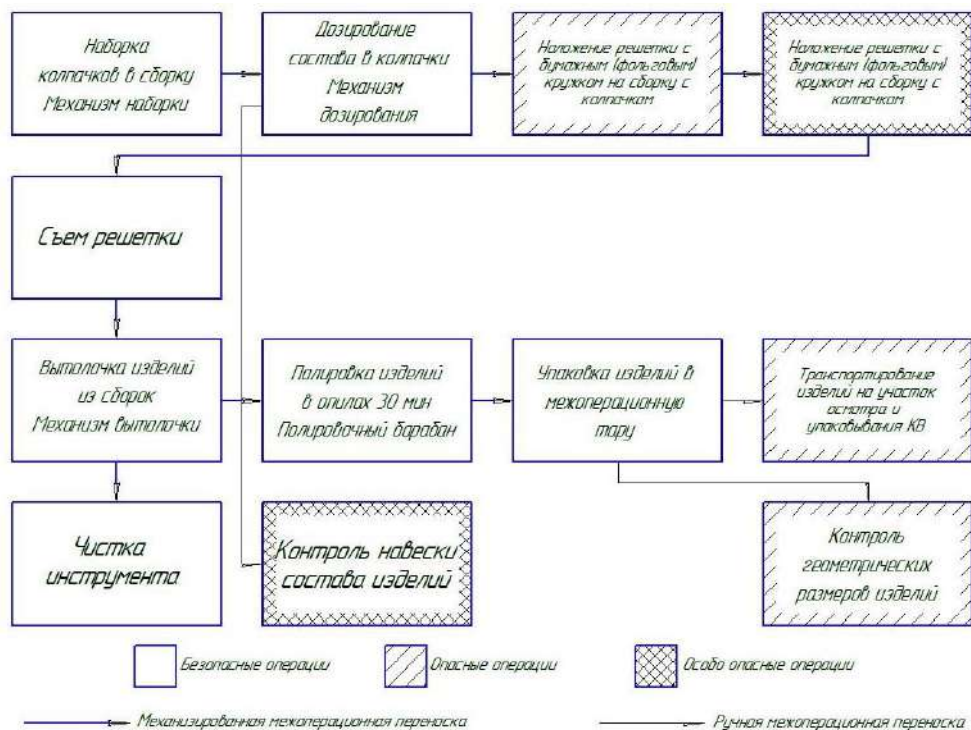 Наборка
колпачков в сборку
Механизм наборки
Дозирование
состава в колпачки
Механизм
дозирования
Наложение решетки с
бумажным (фольговым)
кружком на сборку с
колпачком
Наложение решетки с
бумажным (фольговым)
кружком на сборку с
колпачком
Съем решетки
Вытолочка изделий
из сборок
Механизм вытолочки
Полировка изделий
в опилах 30 мин
Полировочный барабан
Упаковка изделий в
межоперационную
тару
Транспортирование
изделий на участок
осмотра и
упаковывания КВ
Чистка
инструмента
Контроль навески
состава изделий
Контроль
геометрических
размеров изделий
Безопасные операции
Опасные операции
Особо опасные операции
Механизированная межоперационная переноска
Ручная межоперационная переноска